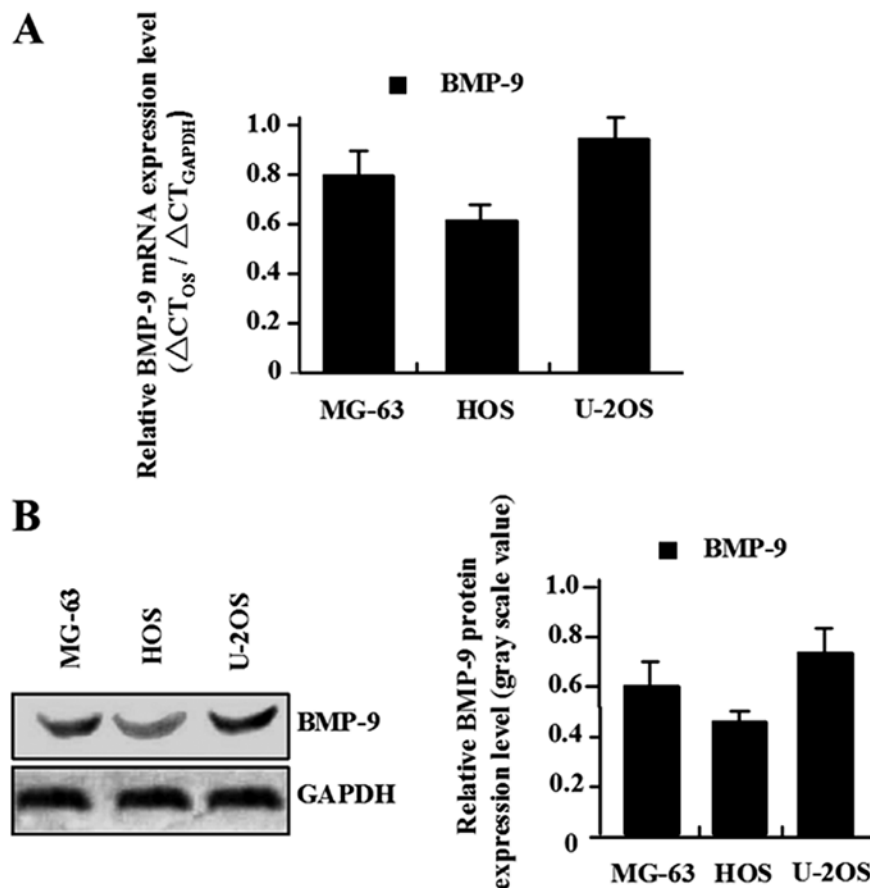 A
Relative BMP-9 mRNA expression level
(△CT_OS / △CT_GAPDH)
BMP-9
1.0
0.8
0.6
0.4
0.2
0
MG-63 HOS U-2OS
B
MG-63
HOS
U-2OS
BMP-9
GAPDH
Relative BMP-9 protein
expression level (gray scale value)
BMP-9
1.0
0.8
0.6
0.4
0.2
0
MG-63 HOS U-2OS